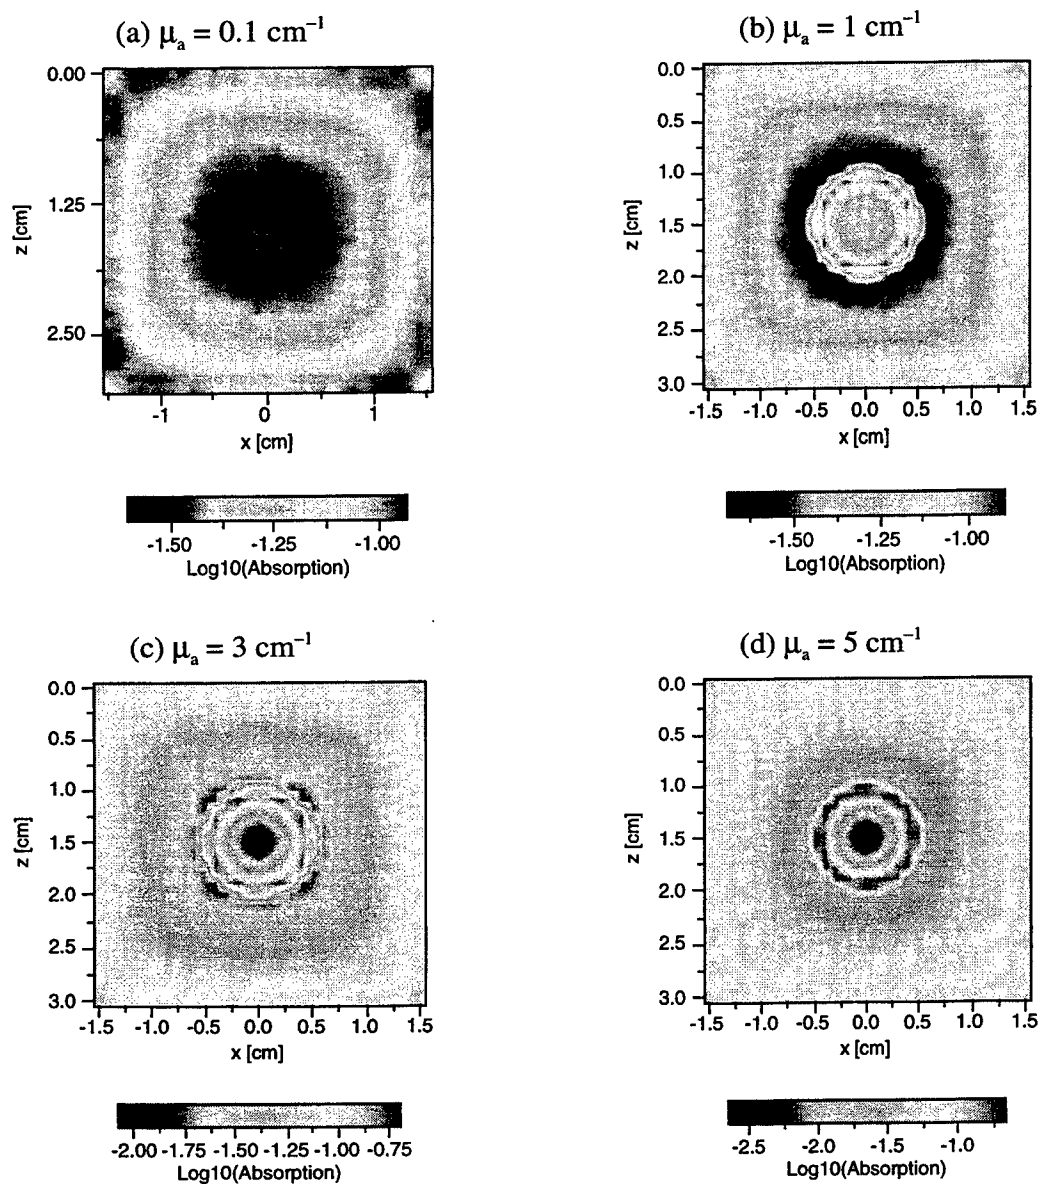 (a) μa = 0.1 cm⁻¹
0.00
1.25
2.50
z [cm]
-1 0 1
x [cm]
-1.50 -1.25 -1.00
Log10(Absorption)
(b) μa = 1 cm⁻¹
0.0
0.5
1.0
1.5
2.0
2.5
3.0
z [cm]
-1.5 -1.0 -0.5 0.0 0.5 1.0 1.5
x [cm]
-1.50 -1.25 -1.00
Log10(Absorption)
(c) μa = 3 cm⁻¹
0.0
0.5
1.0
1.5
2.0
2.5
3.0
z [cm]
-1.5 -1.0 -0.5 0.0 0.5 1.0 1.5
x [cm]
-2.00 -1.75 -1.50 -1.25 -1.00 -0.75
Log10(Absorption)
(d) μa = 5 cm⁻¹
0.0
0.5
1.0
1.5
2.0
2.5
3.0
z [cm]
-1.5 -1.0 -0.5 0.0 0.5 1.0 1.5
x [cm]
-2.5 -2.0 -1.5 -1.0
Log10(Absorption)